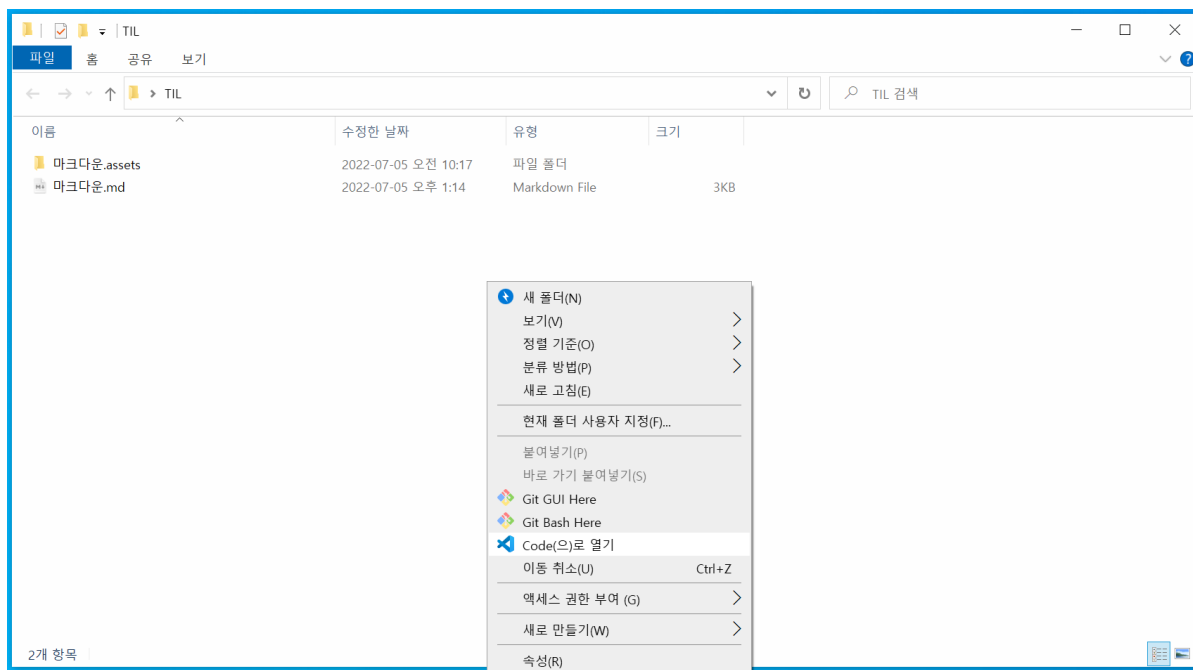 TIL
파일 홈 공유 보기
TIL
TIL 검색
이름 수정한 날짜 유형 크기
마크다운.assets 2022-07-05 오전 10:17 파일 폴더
마크다운.md 2022-07-05 오후 1:14 Markdown File 3KB
새 폴더(N)
보기(V)
정렬 기준(O)
분류 방법(P)
새로 고침(E)
현재 폴더 사용자 지정(F)...
붙여넣기(P)
바로 가기 붙여넣기(S)
Git GUI Here
Git Bash Here
Code(으)로 열기
이동 취소(U) Ctrl+Z
액세스 권한 부여 (G)
새로 만들기(W)
속성(R)
2개 항목